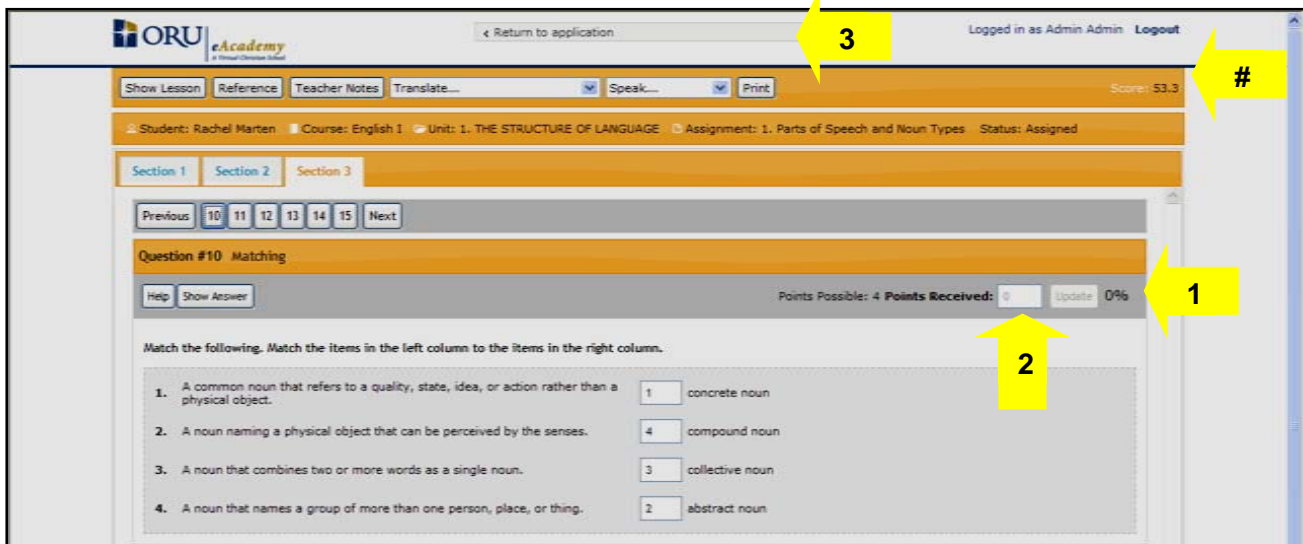 ORU eAcademy
A Virtual Christian School
‹ Return to application
3
Logged in as Admin Admin Logout
#
Show Lesson Reference Teacher Notes Translate.... Speak.... Print Score: 53.3
Student: Rachel Marten Course: English I Unit: 1. THE STRUCTURE OF LANGUAGE Assignment: 1. Parts of Speech and Noun Types Status: Assigned
Section 1 Section 2 Section 3
Previous 10 11 12 13 14 15 Next
Question #10 Matching
Help Show Answer Points Possible: 4 Points Received: 0 Update 0%
1
2
Match the following. Match the items in the left column to the items in the right column.
1. A common noun that refers to a quality, state, idea, or action rather than a
physical object.
1 concrete noun
2. A noun naming a physical object that can be perceived by the senses. 4 compound noun
3. A noun that combines two or more words as a single noun. 3 collective noun
4. A noun that names a group of more than one person, place, or thing. 2 abstract noun